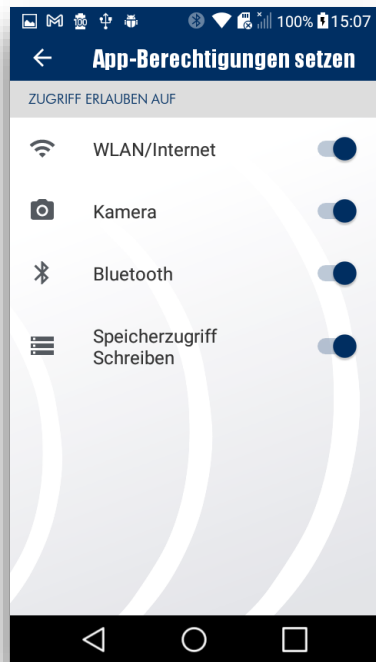 100% 15:07
App-Berechtigungen setzen
ZUGRIFF ERLAUBEN AUF
WLAN/Internet
Kamera
Bluetooth
Speicherzugriff
Schreiben